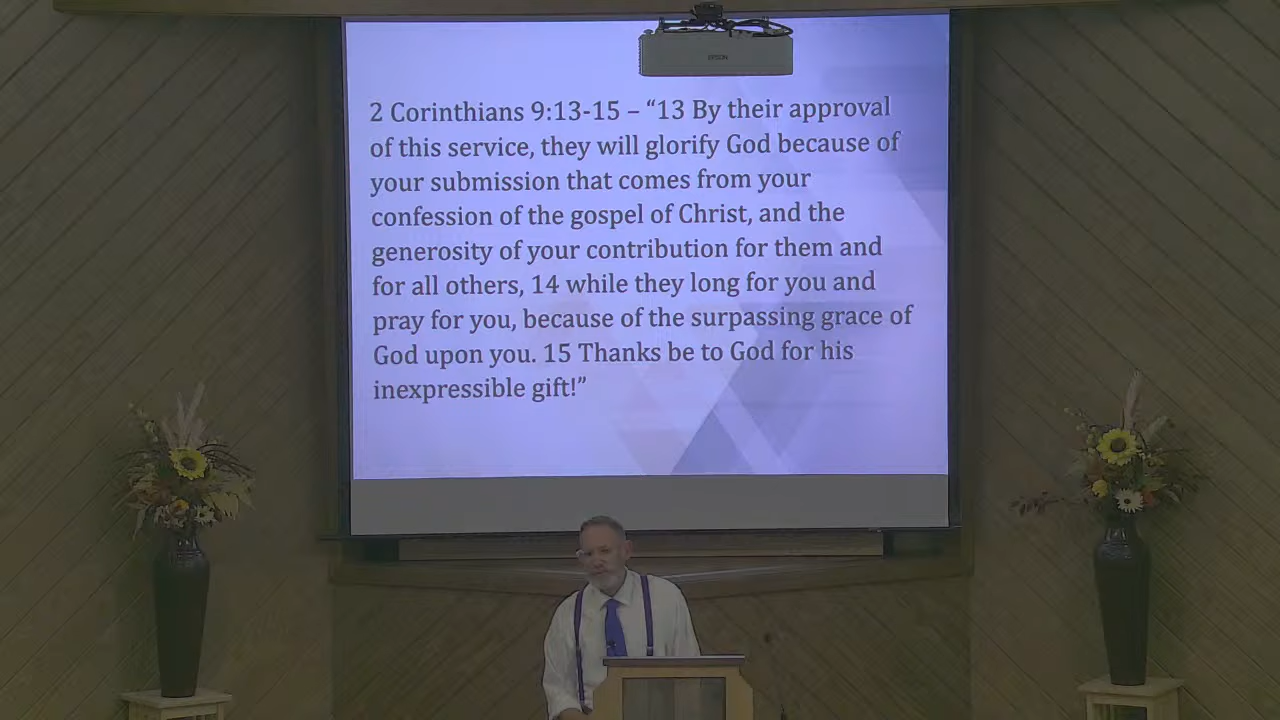 EPSON
2 Corinthians 9:13-15 – “13 By their approval
of this service, they will glorify God because of
your submission that comes from your
confession of the gospel of Christ, and the
generosity of your contribution for them and
for all others, 14 while they long for you and
pray for you, because of the surpassing grace of
God upon you. 15 Thanks be to God for his
inexpressible gift!”